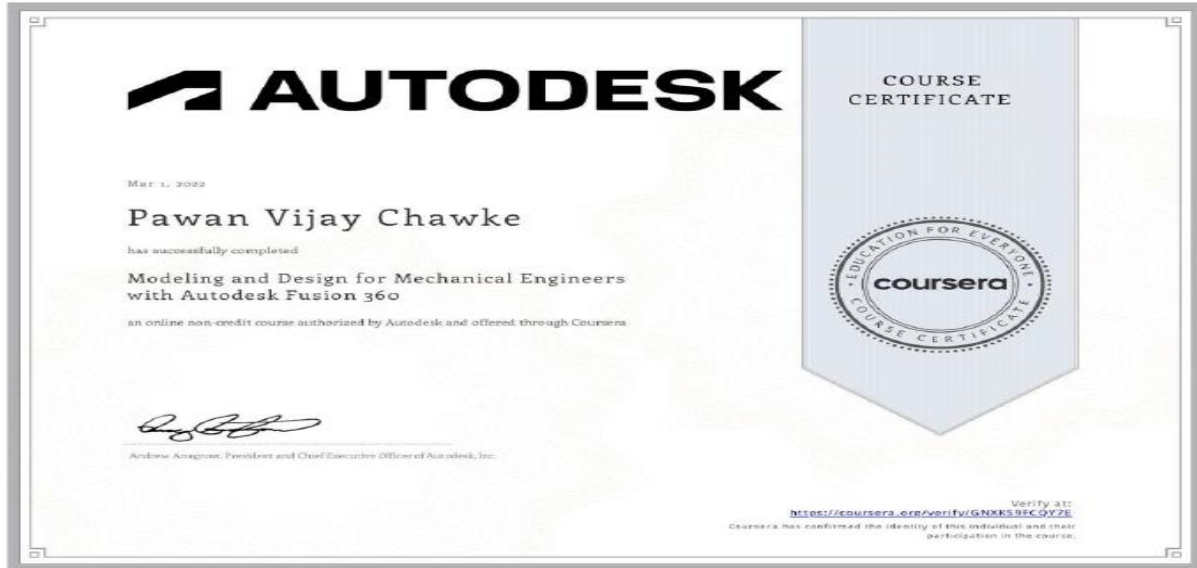 AUTODESK
COURSE
CERTIFICATE
Mar 1, 2022
Pawan Vijay Chawke
has successfully completed
Modeling and Design for Mechanical Engineers
with Autodesk Fusion 360
an online non-credit course authorized by Autodesk and offered through Coursera
EDUCATION FOR EVERYONE
coursera
COURSE CERTIFICATE
Andrew Anagnost, President and Chief Executive Officer of Autodesk, Inc.
Verify at:
https://coursera.org/verify/GNXKS9FCQY7E
Coursera has confirmed the identity of this individual and their
participation in the course.